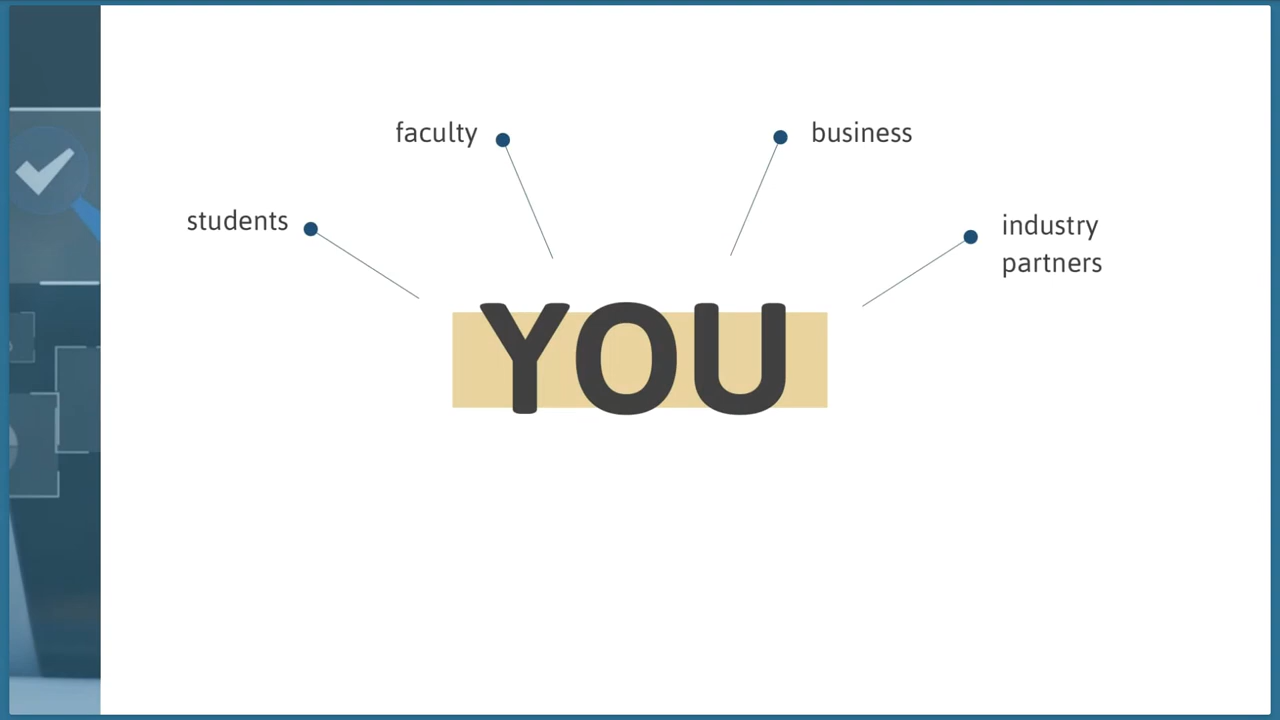 faculty
business
students
industry
partners
YOU